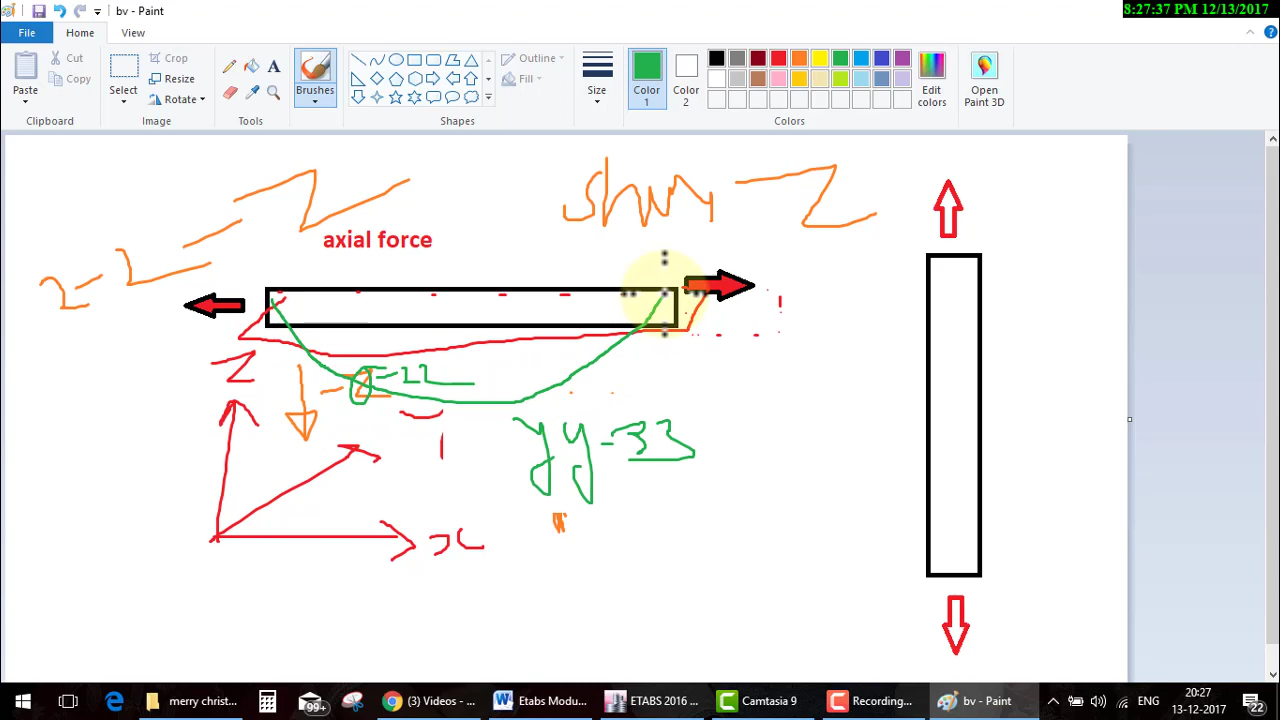 8:27:37 PM 12/13/2017
bv - Paint
File Home View
Paste Cut Copy
Clipboard
Select Crop Resize Rotate
Image
A
Tools
Brushes
Outline Fill
Shapes
Size
Color 1 Color 2
Edit colors
Open Paint 3D
Colors
axial force
z
-z
=22
yy=33
x
merry christ...
99+
(3) Videos - ...
Etabs Modu...
ETABS 2016 ...
Camtasia 9
Recording...
bv - Paint
ENG
20:27
13-12-2017
22